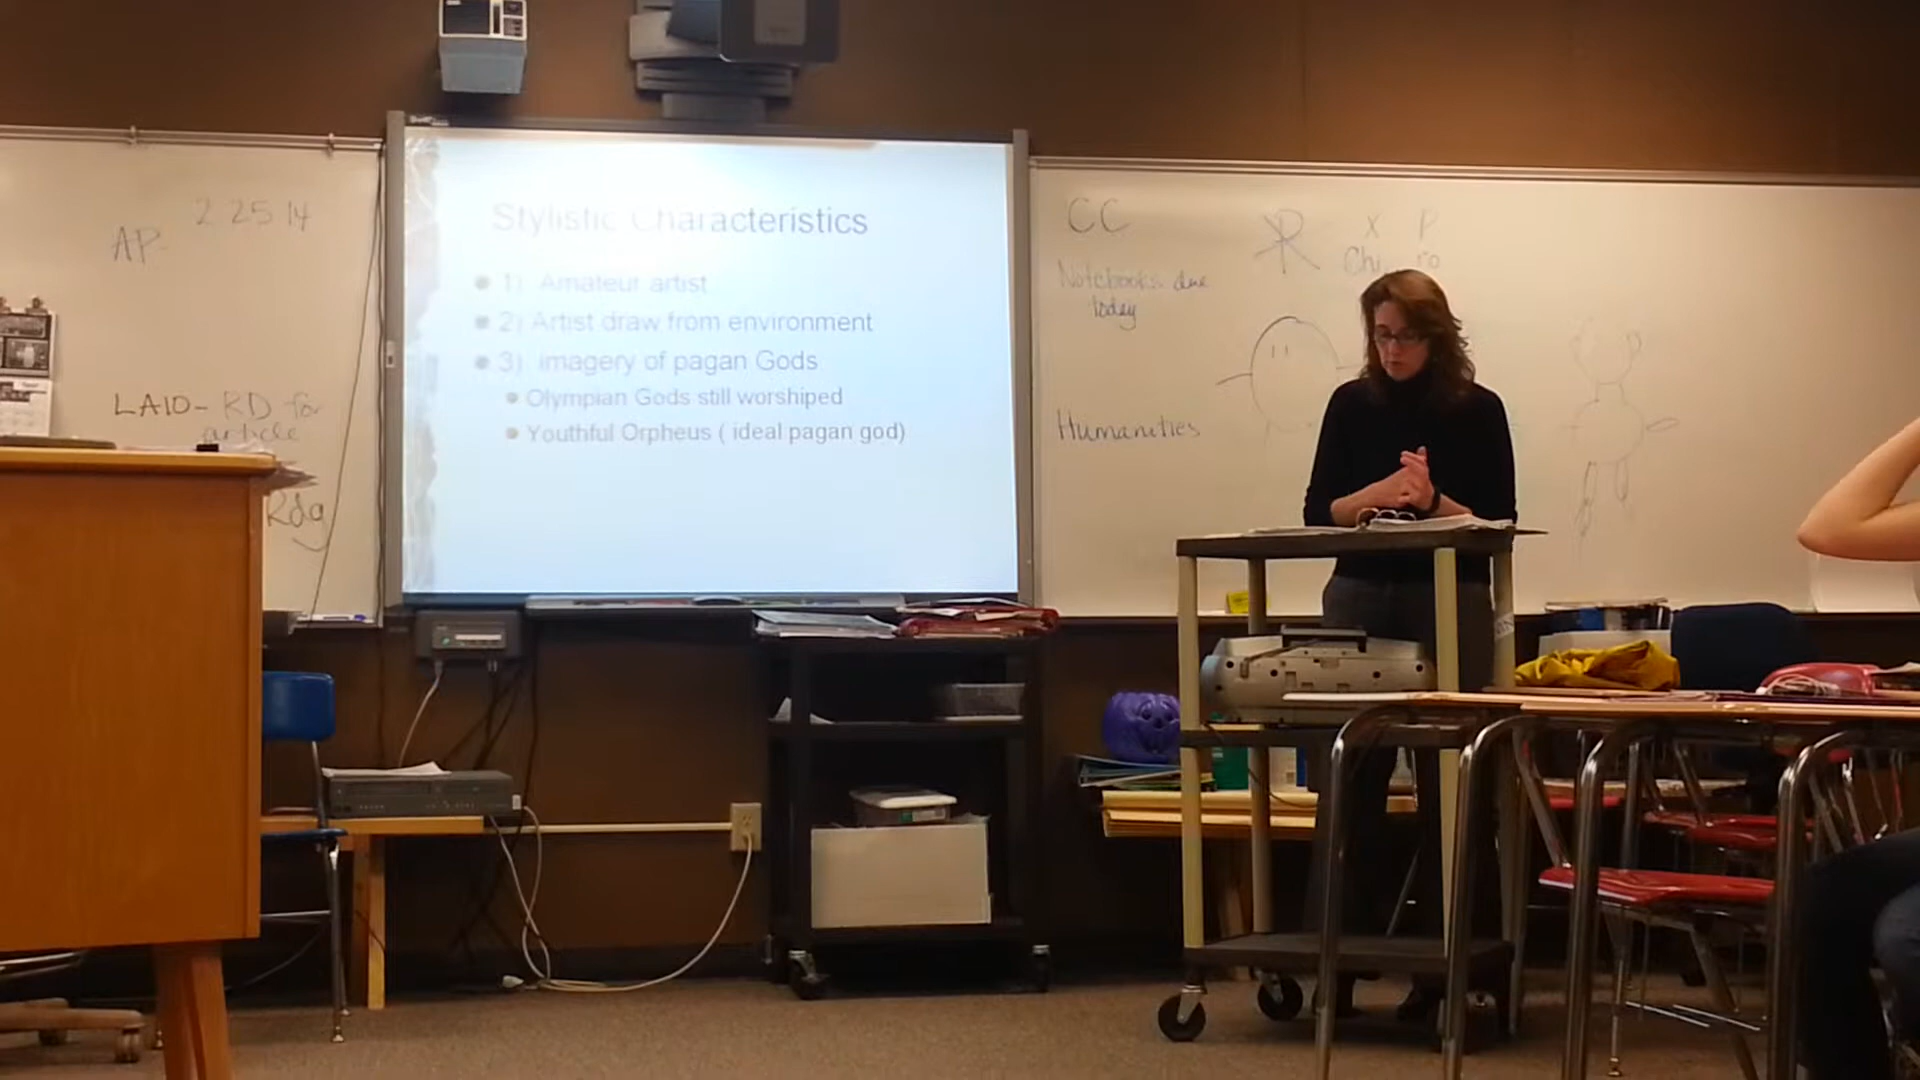 2 25 14
AP-
LA10- RD for
article
Rdg
Stylistic Characteristics
1) Amateur artist
2) Artist draw from environment
3) imagery of pagan Gods
Olympian Gods still worshiped
Youthful Orpheus ( ideal pagan god)
CC
X P
Chi ro
Notebooks due
today
Humanities